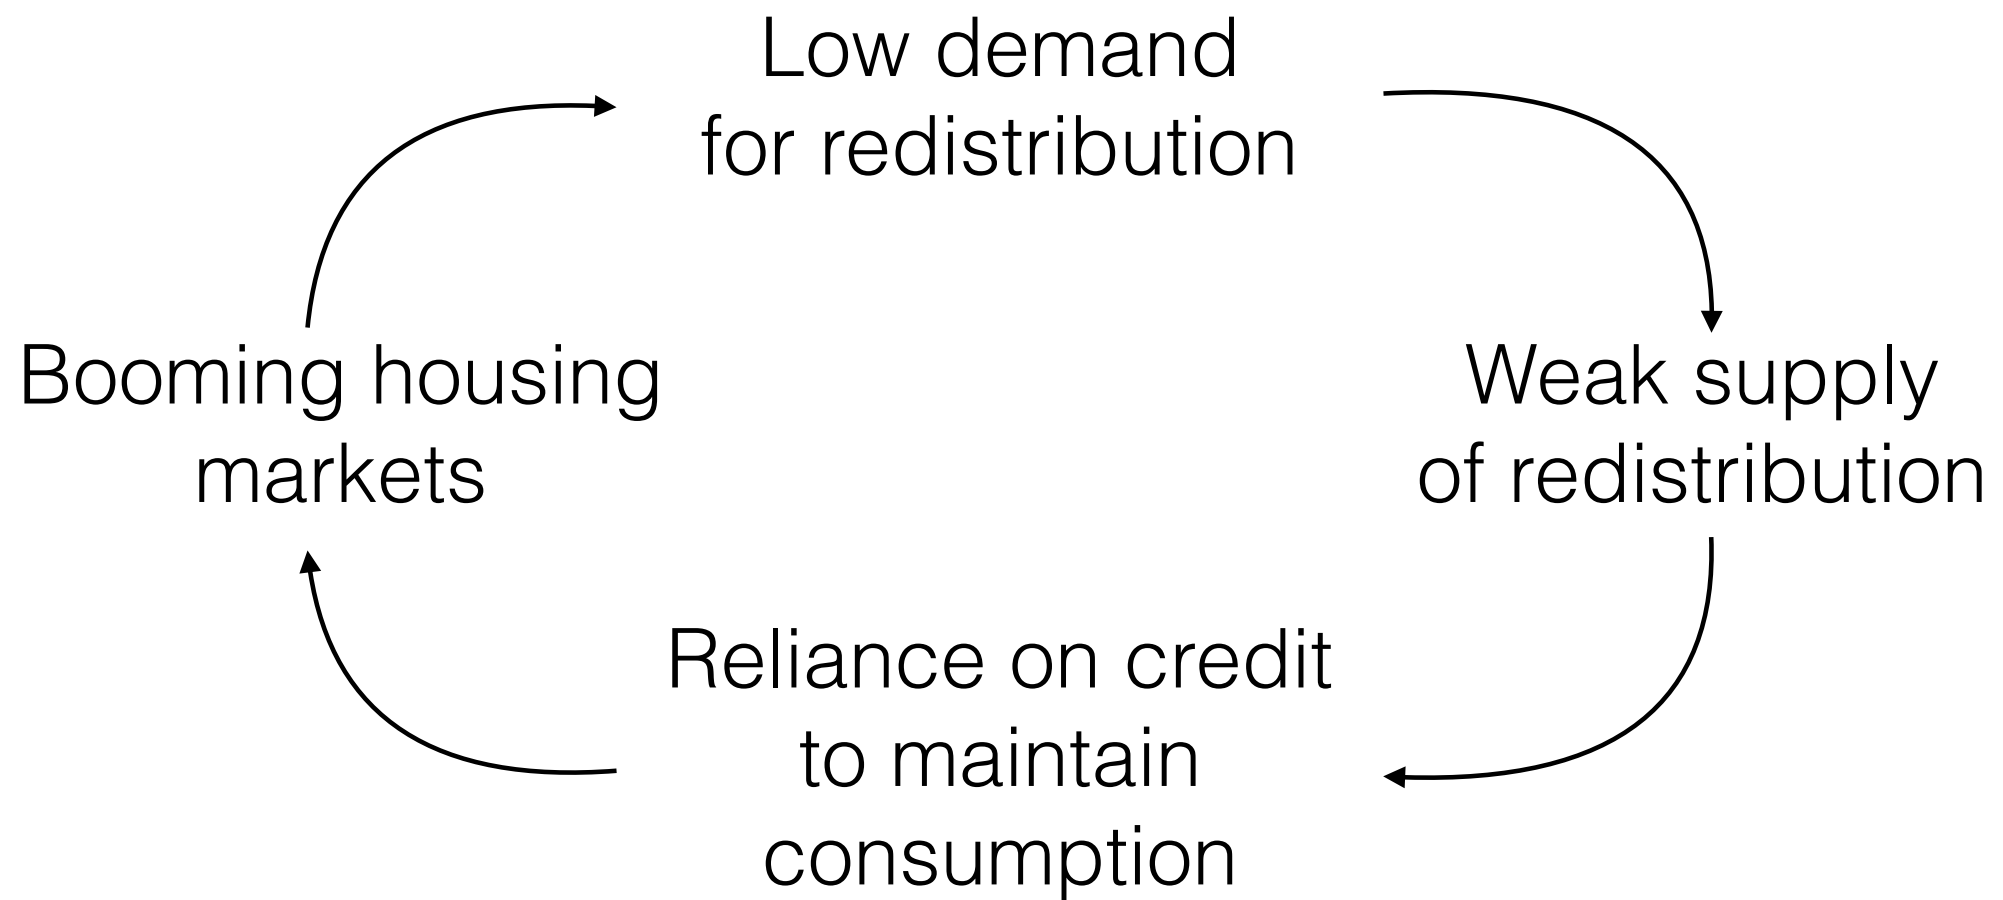 Low demand
for redistribution
Booming housing
markets
Weak supply
of redistribution
Reliance on credit
to maintain
consumption